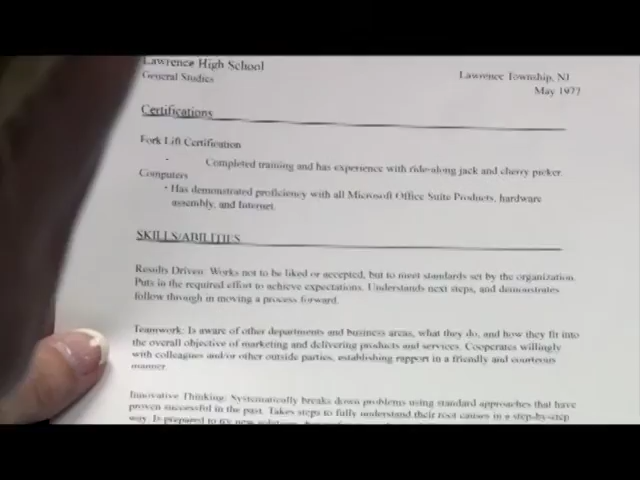 Lawrence High School
Lawrence Township, NJ
General Studies
May 1977
Certifications
Fork Lift Certification
Completed training and has experience with ride-along jack and cherry picker.
Computers
· Has demonstrated proficiency with all Microsoft Office Suite Products, hardware
assembly, and Internet.
SKILLS/ABILITIES
Results Driven: Works not to be liked or accepted, but to meet standards set by the organization.
Puts in the required effort to achieve expectations. Understands next steps, and demonstrates
follow through in moving a process forward.
Teamwork: Is aware of other departments and business areas, what they do, and how they fit into
the overall objective of marketing and delivering products and services. Cooperates willingly
with colleagues and/or other outside parties, establishing rapport in a friendly and courteous
manner.
Innovative Thinking: Systematically breaks down problems using standard approaches that have
proven successful in the past. Takes steps to fully understand their root causes in a step-by-step
way. Is prepared to